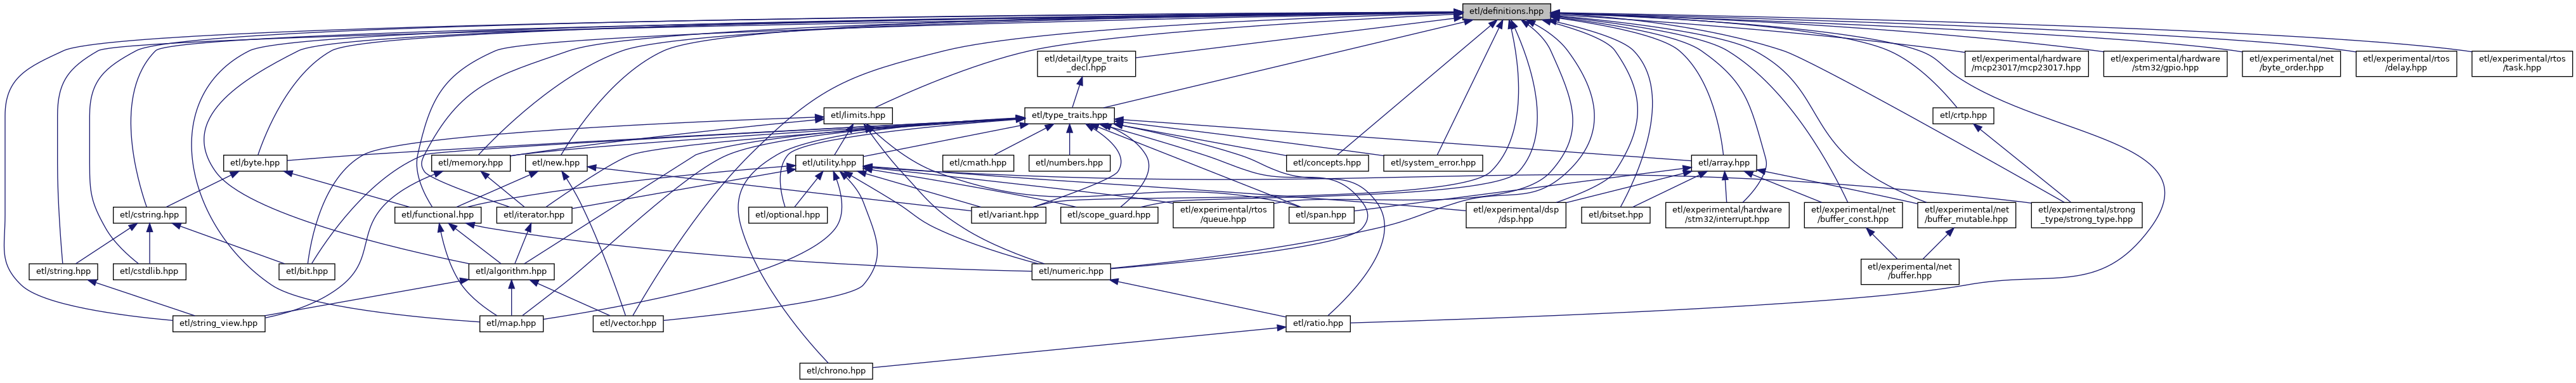 etl/definitions.hpp
etl/detail/type_traits
_decl.hpp
etl/experimental/hardware
/mcp23017/mcp23017.hpp
etl/experimental/hardware
/stm32/gpio.hpp
etl/experimental/net
/byte_order.hpp
etl/experimental/rtos
/delay.hpp
etl/experimental/rtos
/task.hpp
etl/limits.hpp
etl/type_traits.hpp
etl/crtp.hpp
etl/byte.hpp
etl/memory.hpp
etl/new.hpp
etl/utility.hpp
etl/cmath.hpp
etl/numbers.hpp
etl/concepts.hpp
etl/system_error.hpp
etl/array.hpp
etl/cstring.hpp
etl/functional.hpp
etl/iterator.hpp
etl/optional.hpp
etl/variant.hpp
etl/scope_guard.hpp
etl/experimental/rtos
/queue.hpp
etl/span.hpp
etl/experimental/dsp
/dsp.hpp
etl/bitset.hpp
etl/experimental/hardware
/stm32/interrupt.hpp
etl/experimental/net
/buffer_const.hpp
etl/experimental/net
/buffer_mutable.hpp
etl/experimental/strong
_type/strong_type.hpp
etl/string.hpp
etl/cstdlib.hpp
etl/bit.hpp
etl/algorithm.hpp
etl/numeric.hpp
etl/experimental/net
/buffer.hpp
etl/string_view.hpp
etl/map.hpp
etl/vector.hpp
etl/ratio.hpp
etl/chrono.hpp